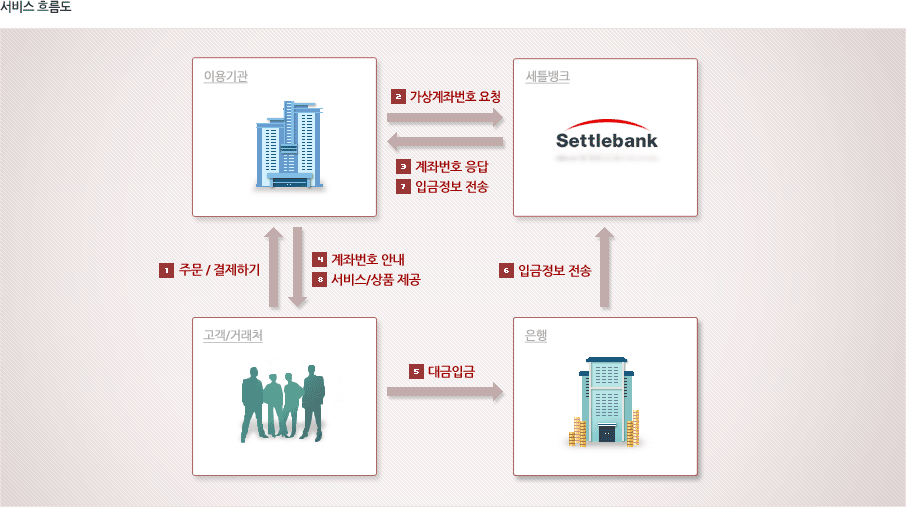 서비스 흐름도
이용기관
세틀뱅크
2 가상계좌번호 요청
Settlebank
3 계좌번호 응답
7 입금정보 전송
1 주문 / 결제하기
4 계좌번호 안내
8 서비스/상품 제공
6 입금정보 전송
고객/거래처
은행
5 대금입금